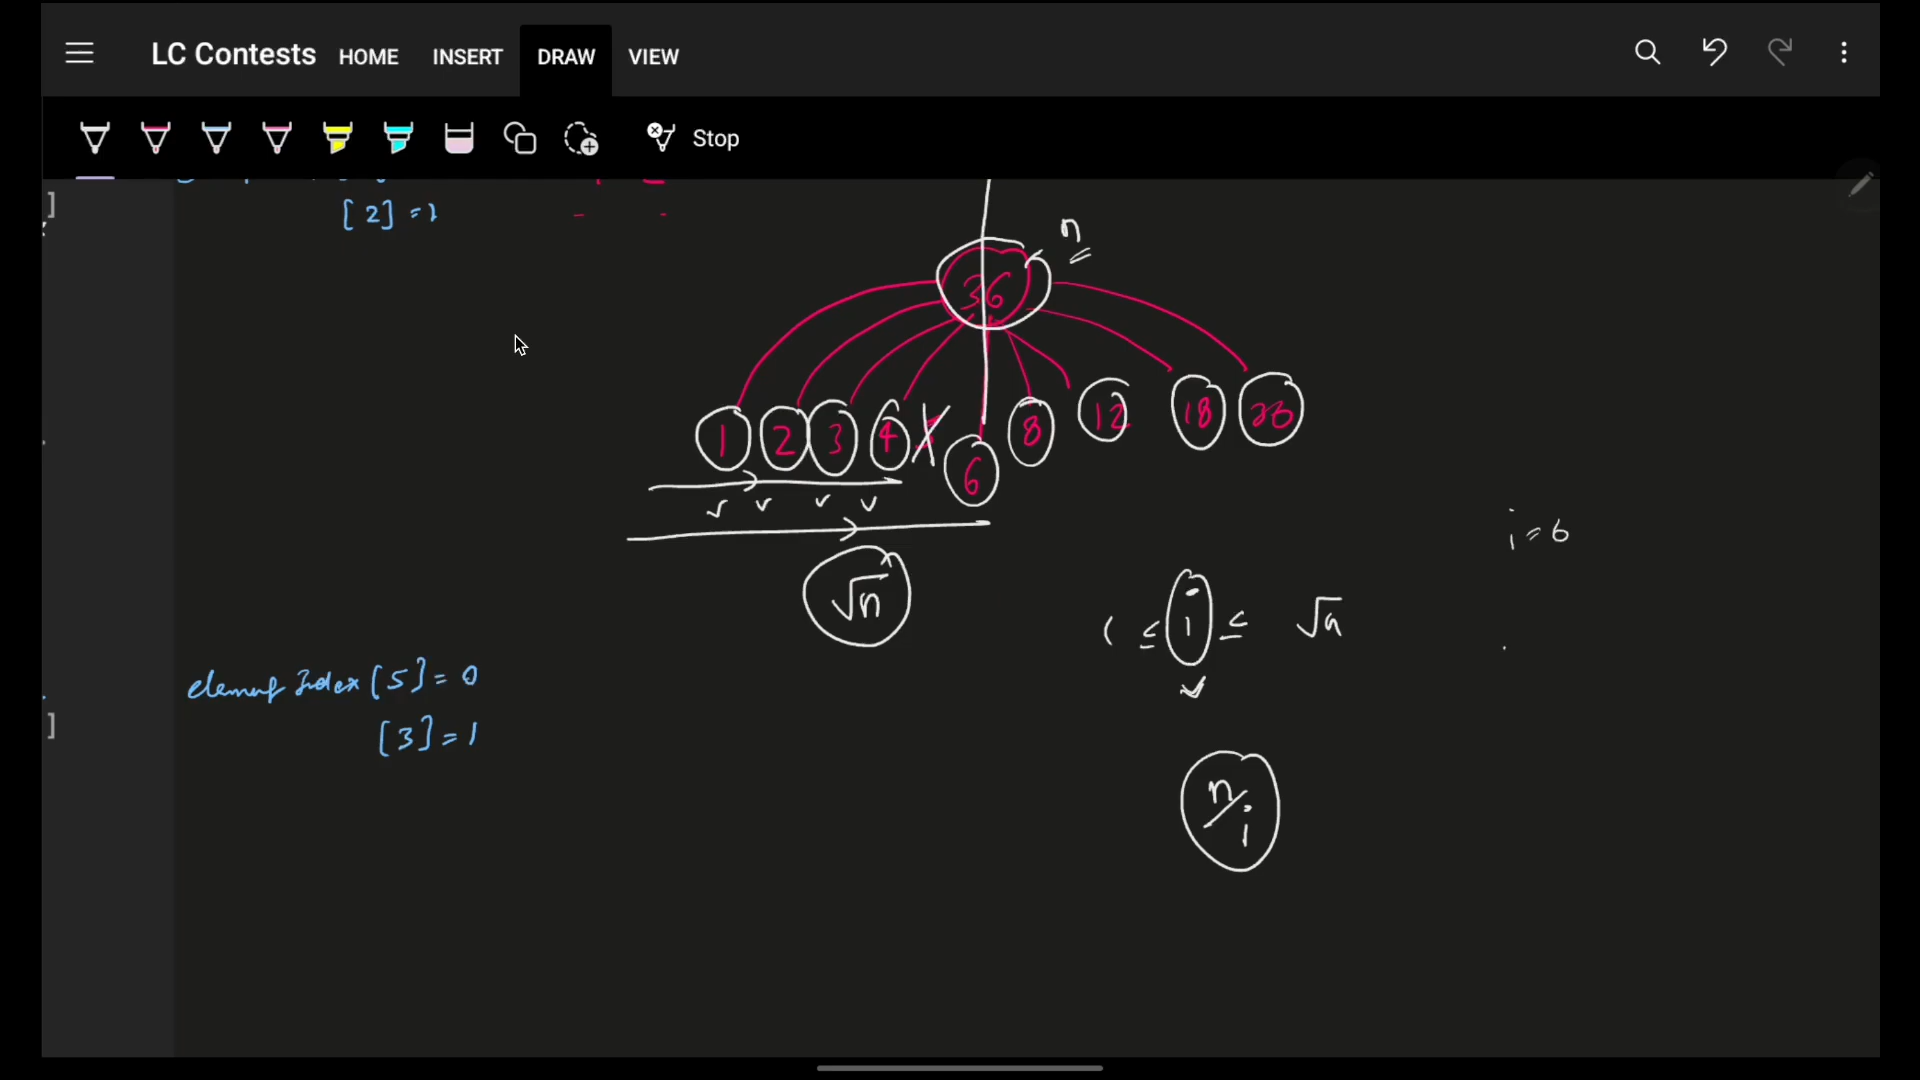 LC Contests HOME INSERT DRAW VIEW
Stop
]
[2] = 1
n
36
1 2 3 4 6 8 12 18 36
√n
i = 6
1 ≤ i ≤ √n
element Index [5] = 0
[3] = 1
]
n/i